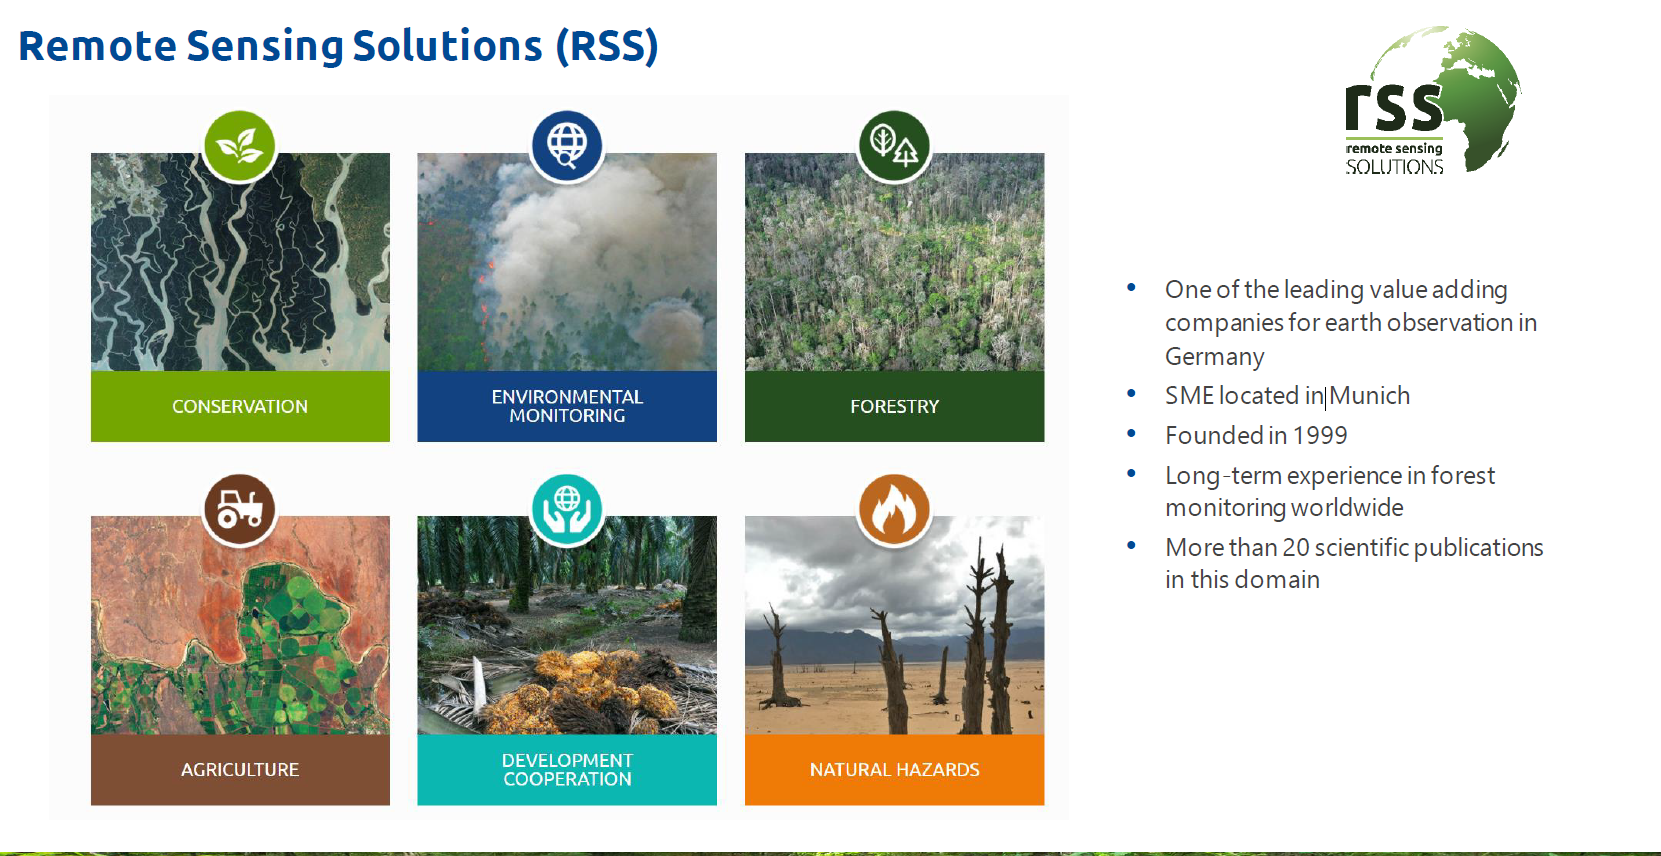 Remote Sensing Solutions (RSS)
rss
remote sensing
SOLUTIONS
CONSERVATION
ENVIRONMENTAL
MONITORING
FORESTRY
AGRICULTURE
DEVELOPMENT
COOPERATION
NATURAL HAZARDS
• One of the leading value adding
companies for earth observation in
Germany
• SME located in Munich
• Founded in 1999
• Long-term experience in forest
monitoring worldwide
• More than 20 scientific publications
in this domain